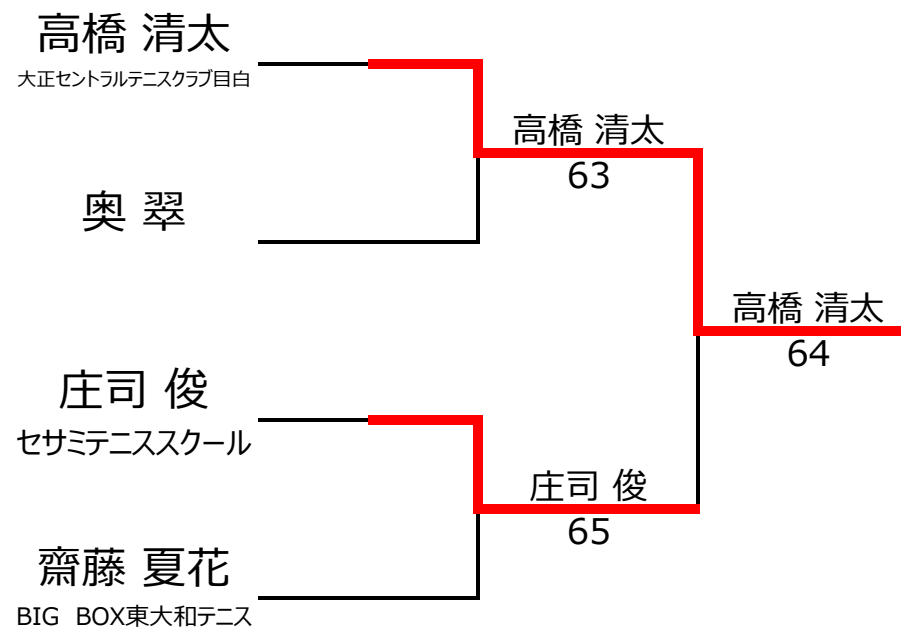 高橋 清太
大正セントラルテニスクラブ目白
高橋 清太
63
奥 翠
高橋 清太
64
庄司 俊
セサミテニススクール
庄司 俊
65
齋藤 夏花
BIG BOX東大和テニス